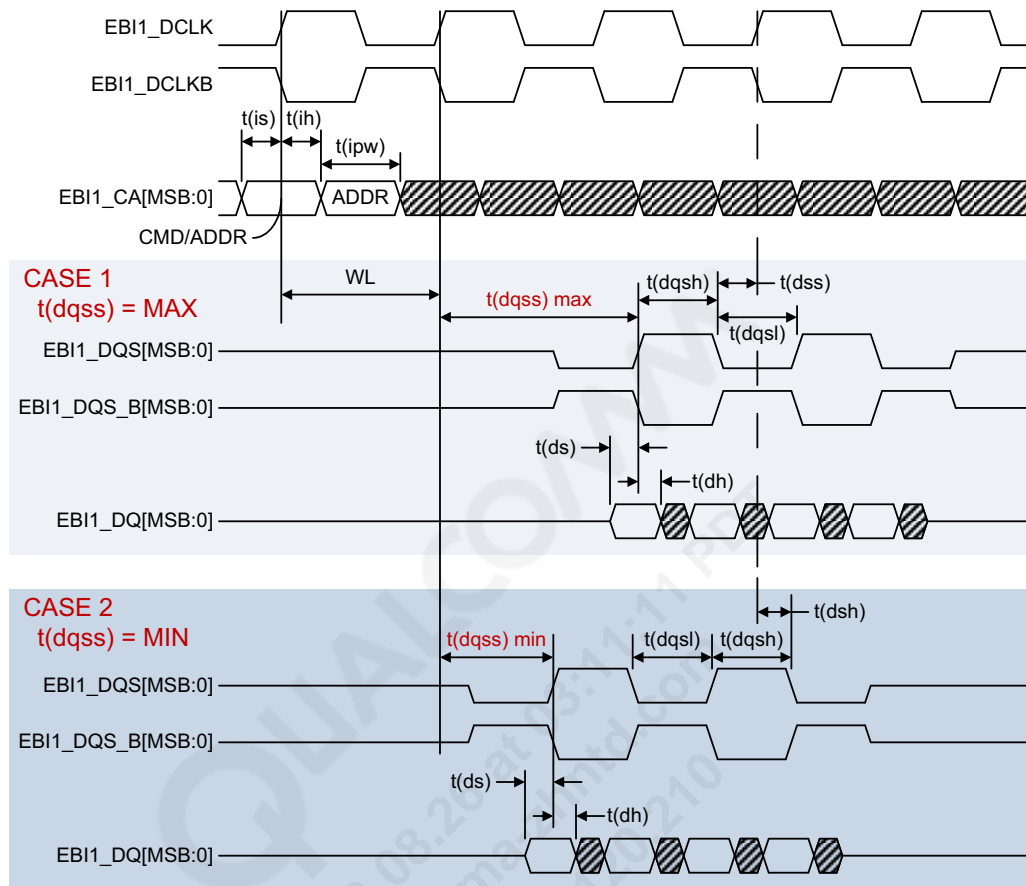 EBI1_DCLK
EBI1_DCLKB
t(is)
t(ih)
t(ipw)
EBI1_CA[MSB:0]
ADDR
CMD/ADDR
CASE 1
t(dqss) = MAX
WL
t(dqss) max
t(dqsh)
t(dss)
t(dqsl)
EBI1_DQS[MSB:0]
EBI1_DQS_B[MSB:0]
t(ds)
t(dh)
EBI1_DQ[MSB:0]
CASE 2
t(dqss) = MIN
t(dsh)
t(dqss) min
t(dqsl)
t(dqsh)
EBI1_DQS[MSB:0]
EBI1_DQS_B[MSB:0]
t(ds)
t(dh)
EBI1_DQ[MSB:0]
QUALCOMM